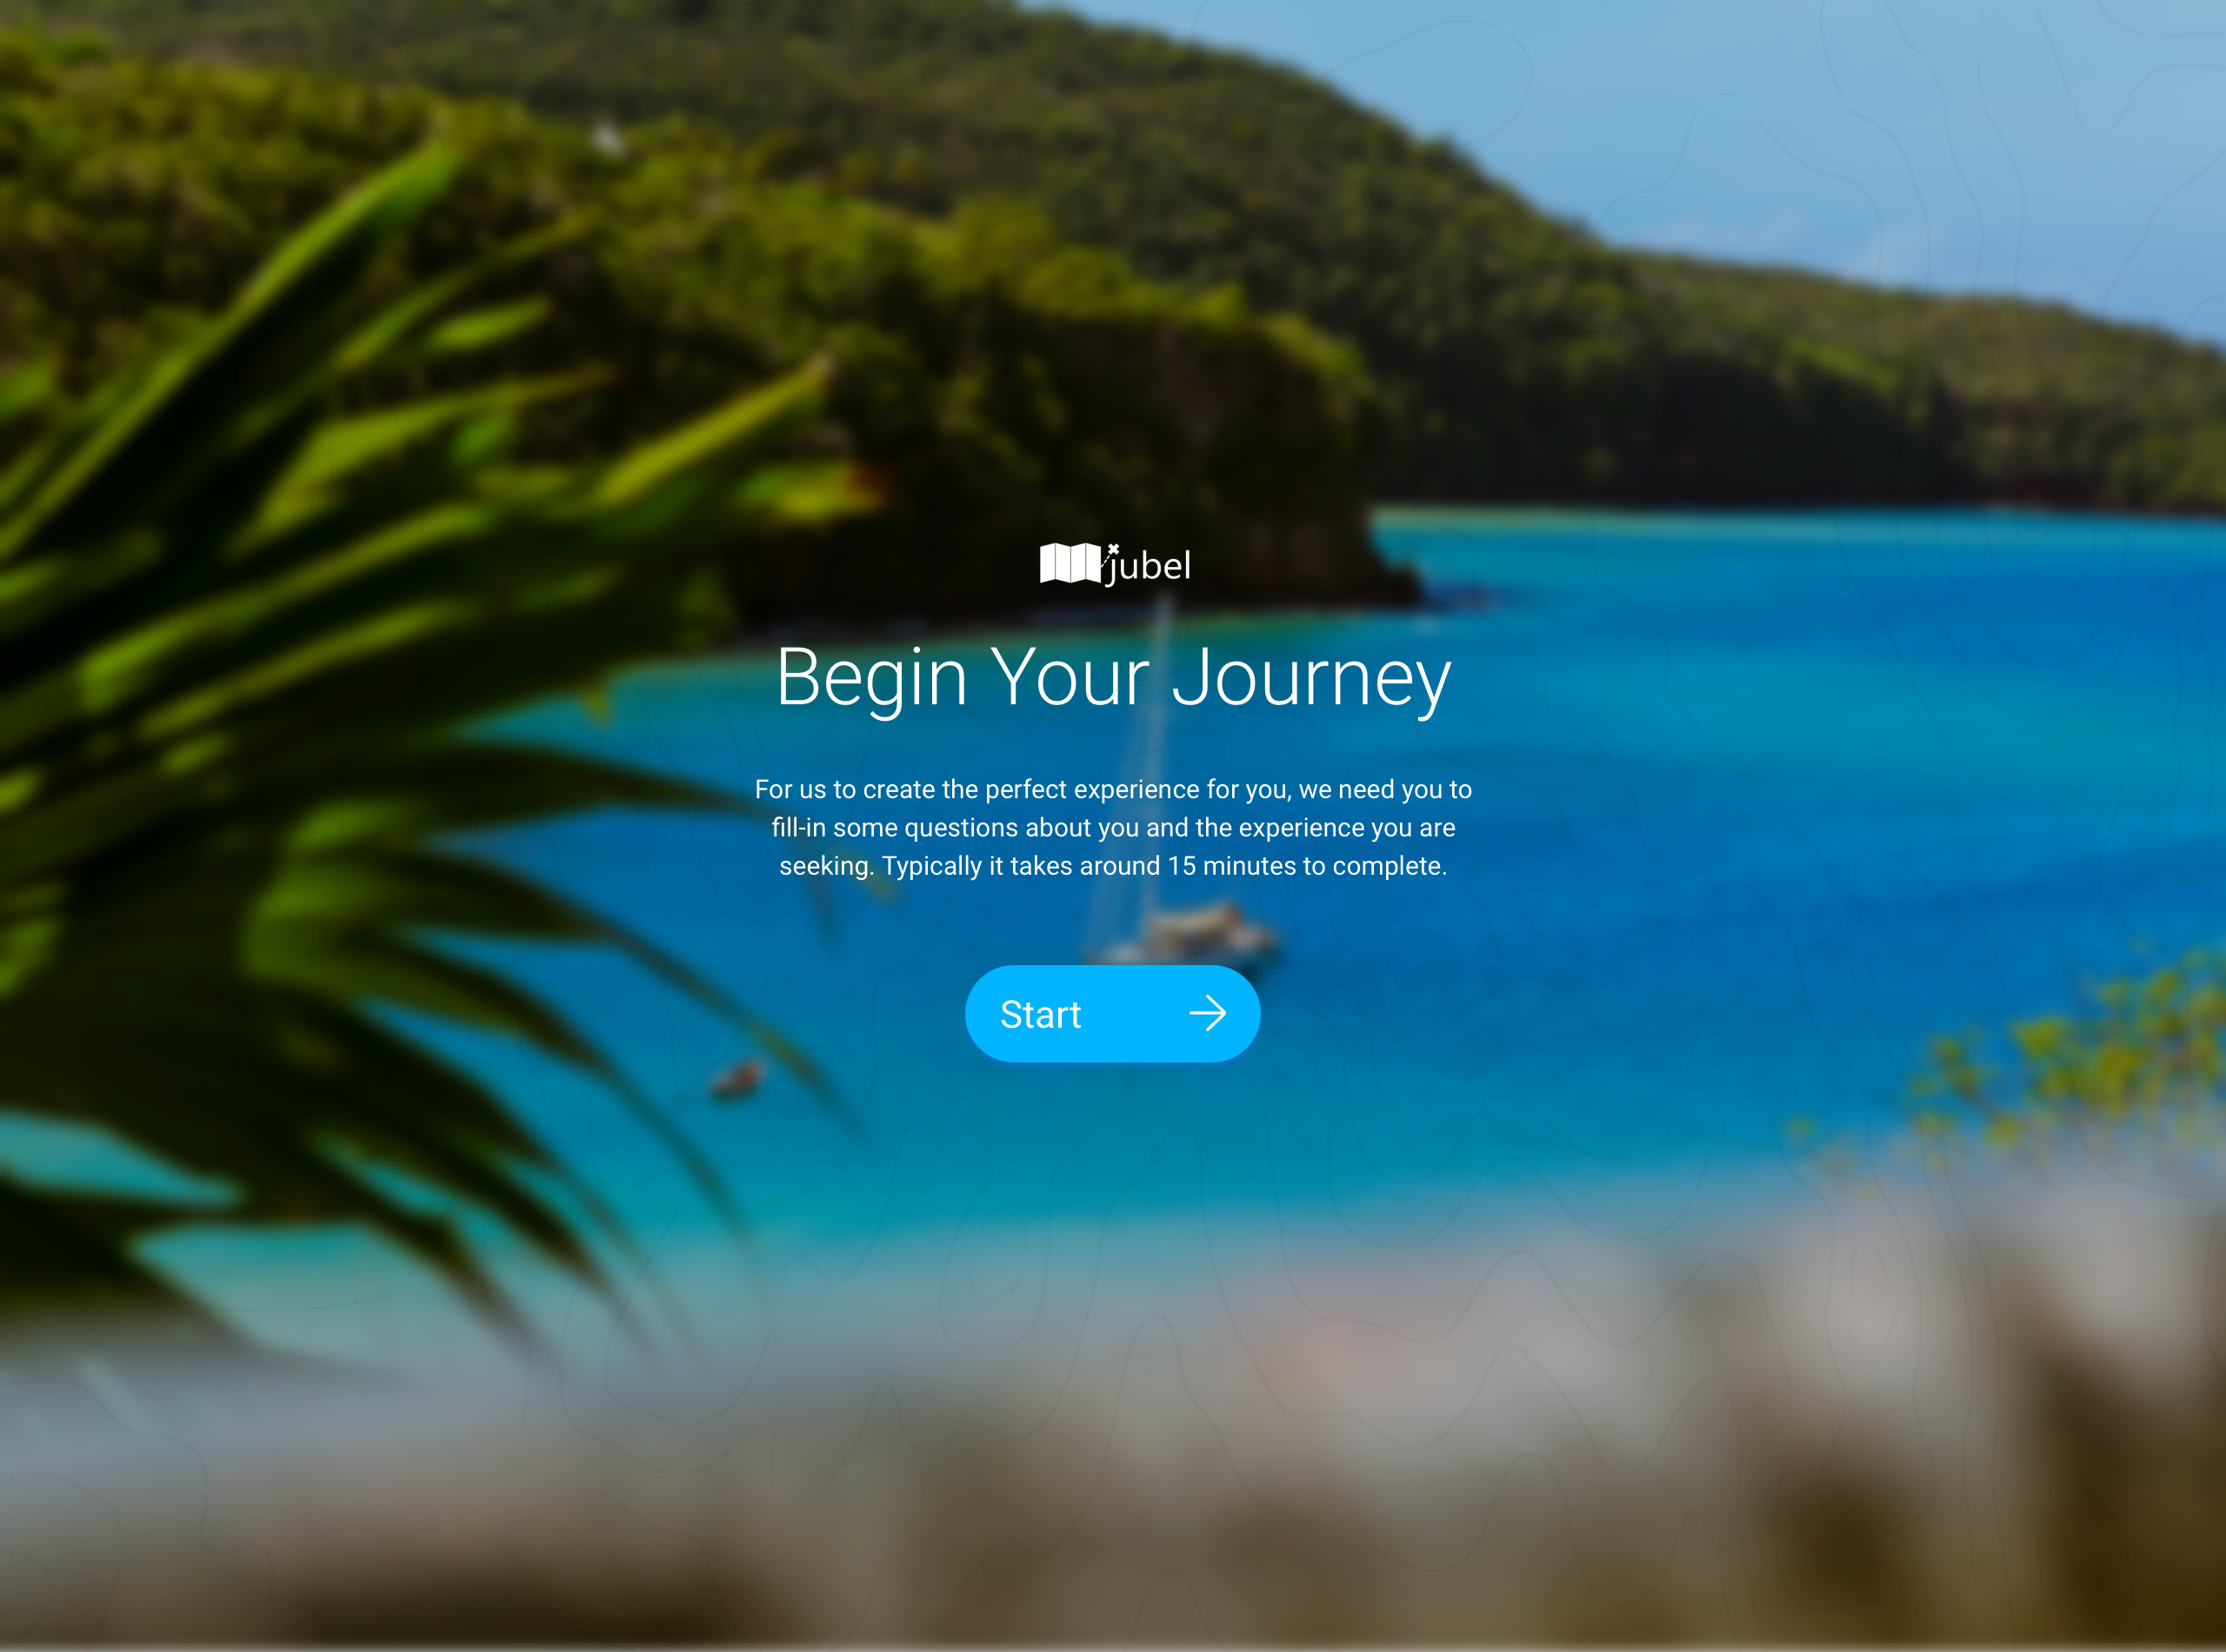 jubel
Begin Your Journey
For us to create the perfect experience for you, we need you to
fill-in some questions about you and the experience you are
seeking. Typically it takes around 15 minutes to complete.
Start